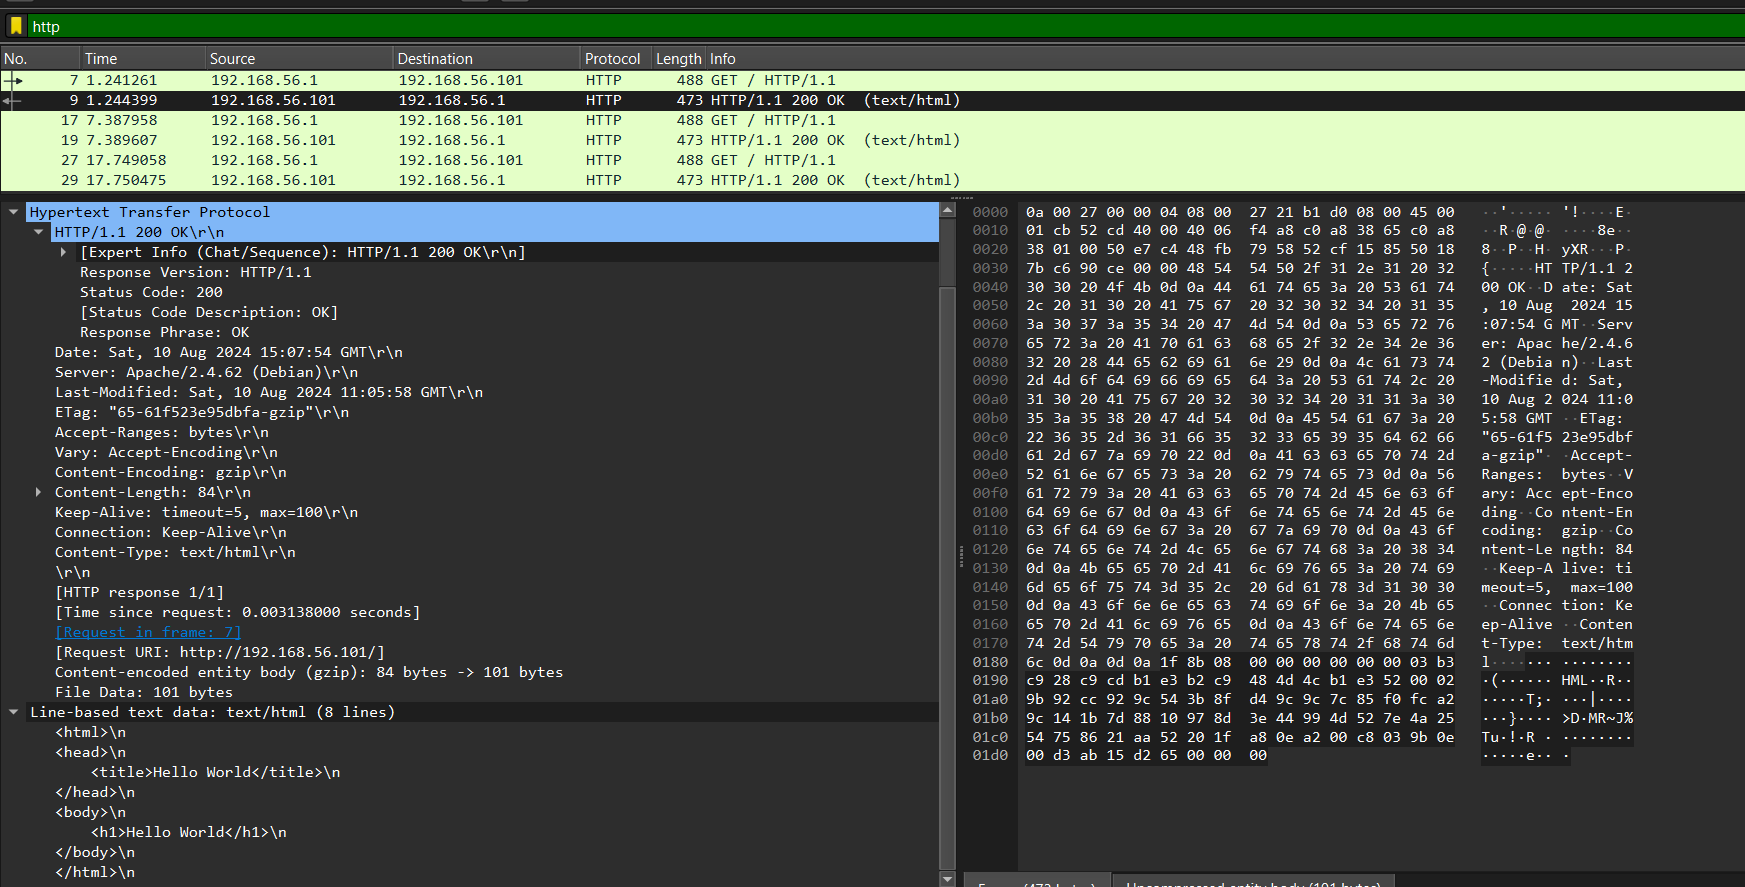 http
No. Time Source Destination Protocol Length Info
7 1.241261 192.168.56.1 192.168.56.101 HTTP 488 GET / HTTP/1.1
9 1.244399 192.168.56.101 192.168.56.1 HTTP 473 HTTP/1.1 200 OK (text/html)
17 7.387958 192.168.56.1 192.168.56.101 HTTP 488 GET / HTTP/1.1
19 7.389607 192.168.56.101 192.168.56.1 HTTP 473 HTTP/1.1 200 OK (text/html)
27 17.749058 192.168.56.1 192.168.56.101 HTTP 488 GET / HTTP/1.1
29 17.750475 192.168.56.101 192.168.56.1 HTTP 473 HTTP/1.1 200 OK (text/html)
Hypertext Transfer Protocol
HTTP/1.1 200 OK\r\n
[Expert Info (Chat/Sequence): HTTP/1.1 200 OK\r\n]
Response Version: HTTP/1.1
Status Code: 200
[Status Code Description: OK]
Response Phrase: OK
Date: Sat, 10 Aug 2024 15:07:54 GMT\r\n
Server: Apache/2.4.62 (Debian)\r\n
Last-Modified: Sat, 10 Aug 2024 11:05:58 GMT\r\n
ETag: "65-61f523e95dbfa-gzip"\r\n
Accept-Ranges: bytes\r\n
Vary: Accept-Encoding\r\n
Content-Encoding: gzip\r\n
Content-Length: 84\r\n
Keep-Alive: timeout=5, max=100\r\n
Connection: Keep-Alive\r\n
Content-Type: text/html\r\n
\r\n
[HTTP response 1/1]
[Time since request: 0.003138000 seconds]
[Request in frame: 7]
[Request URI: http://192.168.56.101/]
Content-encoded entity body (gzip): 84 bytes -> 101 bytes
File Data: 101 bytes
Line-based text data: text/html (8 lines)
<html>\n
<head>\n
<title>Hello World</title>\n
</head>\n
<body>\n
<h1>Hello World</h1>\n
</body>\n
</html>\n
0000 0a 00 27 00 00 04 08 00 27 21 b1 d0 08 00 45 00 ··'····· '!····E·
0010 01 cb 52 cd 40 00 40 06 f4 a8 c0 a8 38 65 c0 a8 ··R·@·@· ····8e··
0020 38 01 00 50 e7 c4 48 fb 79 58 52 cf 15 85 50 18 8··P··H· yXR···P·
0030 7b c6 90 ce 00 00 48 54 54 50 2f 31 2e 31 20 32 {·····HT TP/1.1 2
0040 30 30 20 4f 4b 0d 0a 44 61 74 65 3a 20 53 61 74 00 OK··D ate: Sat
0050 2c 20 31 30 20 41 75 67 20 32 30 32 34 20 31 35 , 10 Aug 2024 15
0060 3a 30 37 3a 35 34 20 47 4d 54 0d 0a 53 65 72 76 :07:54 G MT··Serv
0070 65 72 3a 20 41 70 61 63 68 65 2f 32 2e 34 2e 36 er: Apac he/2.4.6
0080 32 20 28 44 65 62 69 61 6e 29 0d 0a 4c 61 73 74 2 (Debia n)··Last
0090 2d 4d 6f 64 69 66 69 65 64 3a 20 53 61 74 2c 20 -Modifie d: Sat,
00a0 31 30 20 41 75 67 20 32 30 32 34 20 31 31 3a 30 10 Aug 2 024 11:0
00b0 35 3a 35 38 20 47 4d 54 0d 0a 45 54 61 67 3a 20 5:58 GMT ··ETag:
00c0 22 36 35 2d 36 31 66 35 32 33 65 39 35 64 62 66 "65-61f5 23e95dbf
00d0 61 2d 67 7a 69 70 22 0d 0a 41 63 63 65 70 74 2d a-gzip"· ·Accept-
00e0 52 61 6e 67 65 73 3a 20 62 79 74 65 73 0d 0a 56 Ranges: bytes··V
00f0 61 72 79 3a 20 41 63 63 65 70 74 2d 45 6e 63 6f ary: Acc ept-Enco
0100 64 69 6e 67 0d 0a 43 6f 6e 74 65 6e 74 2d 45 6e ding··Co ntent-En
0110 63 6f 64 69 6e 67 3a 20 67 7a 69 70 0d 0a 43 6f coding: gzip··Co
0120 6e 74 65 6e 74 2d 4c 65 6e 67 74 68 3a 20 38 34 ntent-Le ngth: 84
0130 0d 0a 4b 65 65 70 2d 41 6c 69 76 65 3a 20 74 69 ··Keep-A live: ti
0140 6d 65 6f 75 74 3d 35 2c 20 6d 61 78 3d 31 30 30 meout=5, max=100
0150 0d 0a 43 6f 6e 6e 65 63 74 69 6f 6e 3a 20 4b 65 ··Connec tion: Ke
0160 65 70 2d 41 6c 69 76 65 0d 0a 43 6f 6e 74 65 6e ep-Alive ··Conten
0170 74 2d 54 79 70 65 3a 20 74 65 78 74 2f 68 74 6d t-Type: text/htm
0180 6c 0d 0a 0d 0a 1f 8b 08 00 00 00 00 00 00 03 b3 l······· ········
0190 c9 28 c9 cd b1 e3 b2 c9 48 4d 4c b1 e3 52 00 02 ·(······ HML··R··
01a0 9b 92 cc 92 9c 54 3b 8f d4 9c 9c 7c 85 f0 fc a2 ·····T;· ···|····
01b0 9c 14 1b 7d 88 10 97 8d 3e 44 99 4d 52 7e 4a 25 ···}···· >D·MR~J%
01c0 54 75 86 21 aa 52 20 1f a8 0e a2 00 c8 03 9b 0e Tu·!·R · ········
01d0 00 d3 ab 15 d2 65 00 00 00 ·····e·· ·